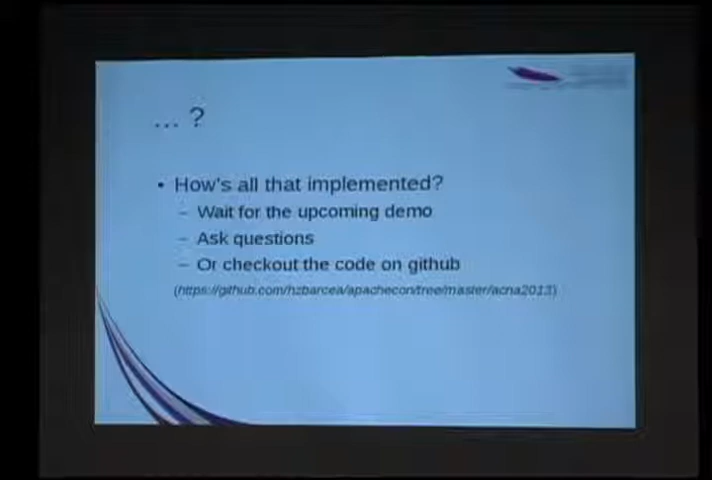 ... ?
• How's all that implemented?
– Wait for the upcoming demo
– Ask questions
– Or checkout the code on github
(https://github.com/hzbarcea/apachecon/tree/master/acna2013)